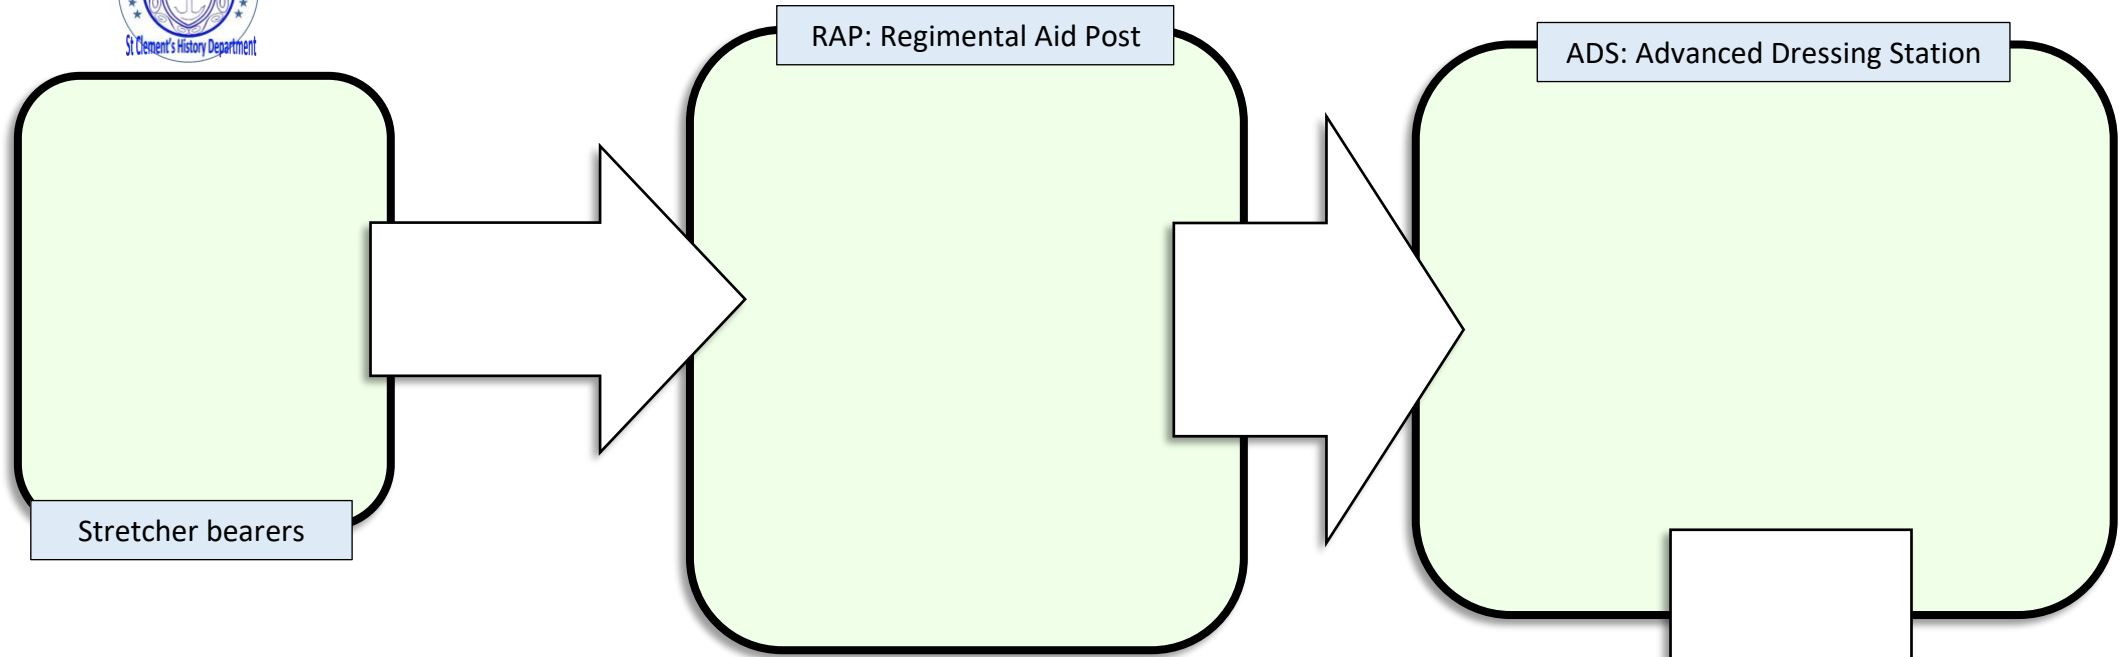 St Clement's History Department
RAP: Regimental Aid Post
ADS: Advanced Dressing Station
Stretcher bearers